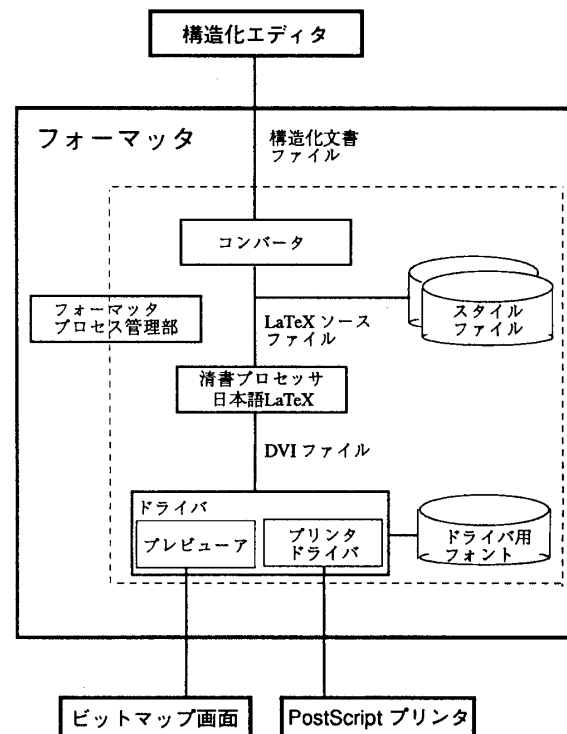 構造化エディタ
フォーマッタ
構造化文書
ファイル
コンバータ
フォーマッタ
プロセス管理部
スタイル
ファイル
LaTeX ソース
ファイル
清書プロセッサ
日本語LaTeX
DVI ファイル
ドライバ
プレビューア
プリンタ
ドライバ
ドライバ用
フォント
ビットマップ画面
PostScript プリンタ